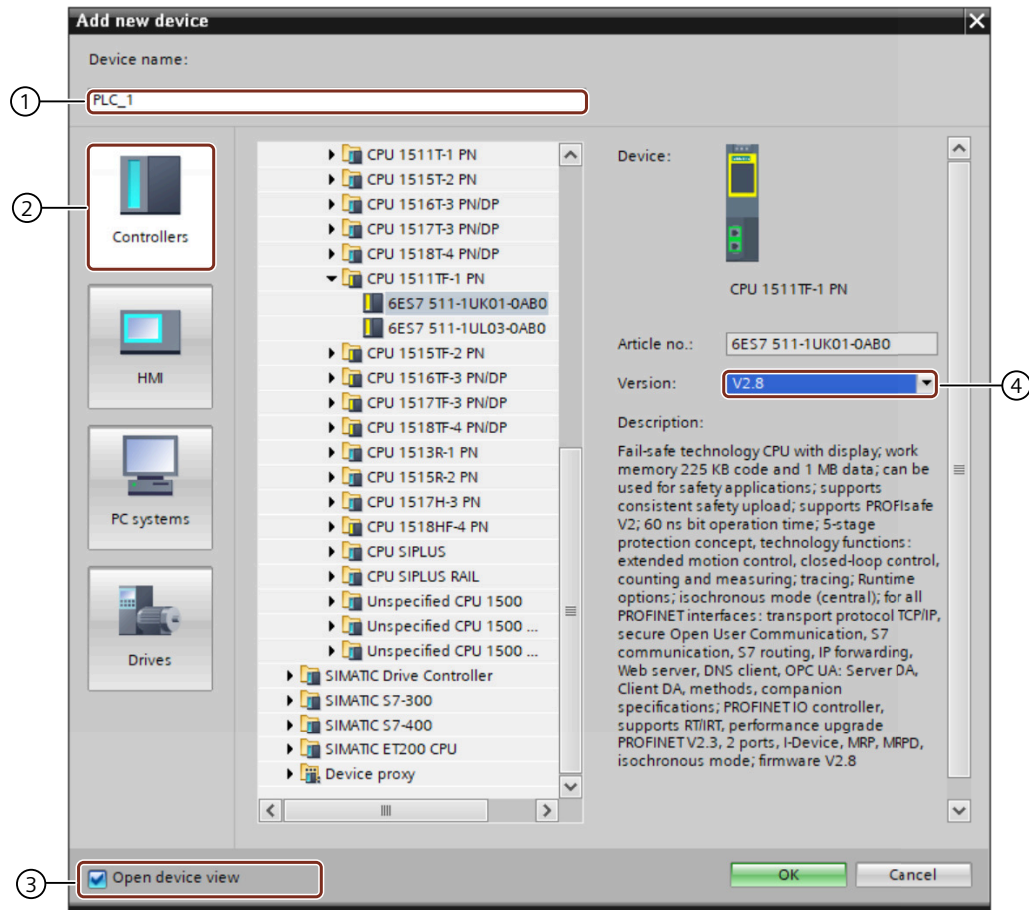 Add new device
Device name:
1
PLC_1
2
Controllers
HMI
PC systems
Drives
CPU 1511T-1 PN
CPU 1515T-2 PN
CPU 1516T-3 PN/DP
CPU 1517T-3 PN/DP
CPU 1518T-4 PN/DP
CPU 1511TF-1 PN
6ES7 511-1UK01-0AB0
6ES7 511-1UL03-0AB0
CPU 1515TF-2 PN
CPU 1516TF-3 PN/DP
CPU 1517TF-3 PN/DP
CPU 1518TF-4 PN/DP
CPU 1513R-1 PN
CPU 1515R-2 PN
CPU 1517H-3 PN
CPU 1518HF-4 PN
CPU SIPLUS
CPU SIPLUS RAIL
Unspecified CPU 1500
Unspecified CPU 1500 ...
Unspecified CPU 1500 ...
SIMATIC Drive Controller
SIMATIC S7-300
SIMATIC S7-400
SIMATIC ET200 CPU
Device proxy
Device:
CPU 1511TF-1 PN
Article no.: 6ES7 511-1UK01-0AB0
Version: V2.8
4
Description:
Fail-safe technology CPU with display; work
memory 225 KB code and 1 MB data; can be
used for safety applications; supports
consistent safety upload; supports PROFIsafe
V2; 60 ns bit operation time; 5-stage
protection concept, technology functions:
extended motion control, closed-loop control,
counting and measuring; tracing; Runtime
options; isochronous mode (central); for all
PROFINET interfaces: transport protocol TCP/IP,
secure Open User Communication, S7
communication, S7 routing, IP forwarding,
Web server, DNS client, OPC UA: Server DA,
Client DA, methods, companion
specifications; PROFINET IO controller,
supports RT/IRT, performance upgrade
PROFINET V2.3, 2 ports, I-Device, MRP, MRPD,
isochronous mode; firmware V2.8
3
Open device view
OK
Cancel